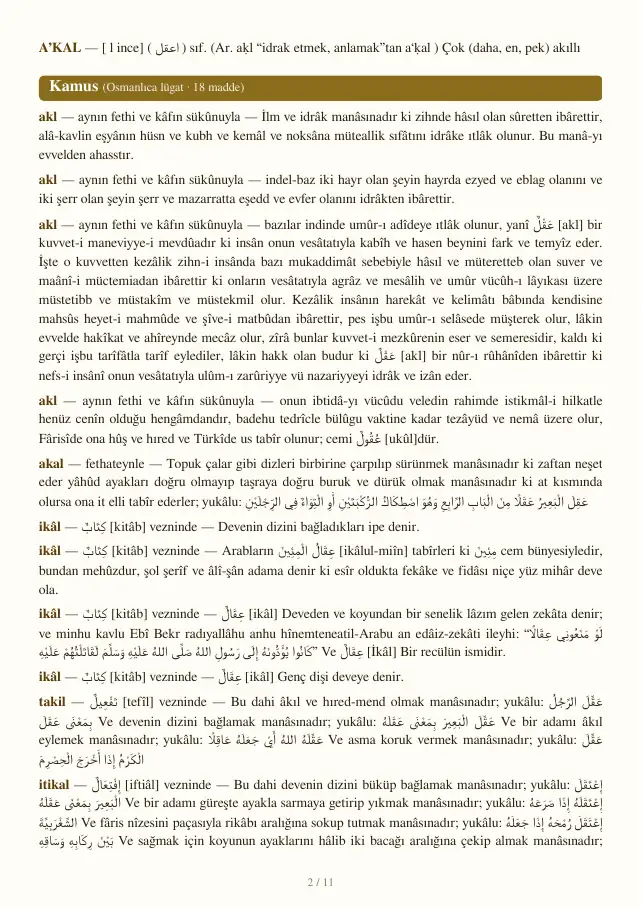 A’KAL — [ l ince] ( اعقل ) sıf. (Ar. aḳl “idrak etmek, anlamak”tan a‘ḳal ) Çok (daha, en, pek) akıllı
Kamus (Osmanlıca lügat · 18 madde)
akl — aynın fethi ve kâfın sükûnuyla — İlm ve idrâk manâsınadır ki zihnde hâsıl olan sûretten ibârettir,
alâ-kavlin eşyânın hüsn ve kubh ve kemâl ve noksâna müteallik sıfâtını idrâke ıtlâk olunur. Bu manâ-yı
evvelden ahasstır.
akl — aynın fethi ve kâfın sükûnuyla — indel-baz iki hayr olan şeyin hayrda ezyed ve eblag olanını ve
iki şerr olan şeyin şerr ve mazarratta eşedd ve evfer olanını idrâkten ibârettir.
akl — aynın fethi ve kâfın sükûnuyla — bazılar indinde umûr-ı adîdeye ıtlâk olunur, yanî عَقْلٌ [akl] bir
kuvvet-i maneviyye-i mevdûadır ki insân onun vesâtatıyla kabîh ve hasen beynini fark ve temyîz eder.
İşte o kuvvetten kezâlik zihn-i insânda bazı mukaddimât sebebiyle hâsıl ve müteretteb olan suver ve
maânî-i müctemiadan ibârettir ki onların vesâtatıyla agrâz ve mesâlih ve umûr vücûh-ı lâyıkası üzere
müstetibb ve müstakîm ve müstekmil olur. Kezâlik insânın harekât ve kelimâtı bâbında kendisine
mahsûs heyet-i mahmûde ve şîve-i matbûdan ibârettir, pes işbu umûr-ı selâsede müşterek olur, lâkin
evvelde hakîkat ve ahîreynde mecâz olur, zîrâ bunlar kuvvet-i mezkûrenin eser ve semeresidir, kaldı ki
gerçi işbu tarîfâtla tarîf eylediler, lâkin hakk olan budur ki عَقْلٌ [akl] bir nûr-ı rûhânîden ibârettir ki
nefs-i insânî onun vesâtatıyla ulûm-ı zarûriyye vü nazariyyeyi idrâk ve izân eder.
akl — aynın fethi ve kâfın sükûnuyla — onun ibtidâ-yı vücûdu veledin rahimde istikmâl-i hilkatle
henüz cenîn olduğu hengâmdandır, badehu tedrîcle bülûgu vaktine kadar tezâyüd ve nemâ üzere olur,
Fârisîde ona hûş ve hıred ve Türkîde us tabîr olunur; cemi عُقُولٌ [ukûl]dür.
akal — fethateynle — Topuk çalar gibi dizleri birbirine çarpılıp sürünmek manâsınadır ki zaftan neşet
eder yâhûd ayakları doğru olmayıp taşraya doğru buruk ve dürük olmak manâsınadır ki at kısmında
olursa ona it elli tabîr ederler; yukâlu: عَقِلَ الْبَعِيرُ عَقَلًا مِنَ الْبَابِ الرَّابِعِ وَهُوَ اصْطِكَاكُ الرُّكْبَتَيْنِ أَوِ الْتِوَاءٌ فِى الرِّجْلَيْنِ
ikâl — كِتَابٌ [kitâb] vezninde — Devenin dizini bağladıkları ipe denir.
ikâl — كِتَابٌ [kitâb] vezninde — Arabların عِقَالُ الْمِئِينَ [ikâlul-miîn] tabîrleri ki مِئِينَ cem bünyesiyledir,
bundan mehûzdur, şol şerîf ve âlî-şân adama denir ki esîr oldukta fekâke ve fidâsı niçe yüz mihâr deve
ola.
ikâl — كِتَابٌ [kitâb] vezninde — عِقَالٌ [ikâl] Deveden ve koyundan bir senelik lâzım gelen zekâta denir;
ve minhu kavlu Ebî Bekr radıyallâhu anhu hînemteneatil-Arabu an edâiz-zekâti ileyhi: “لَوْ مَنَعُونِى عِقَالًا
كَانُوا يُؤَدُّونَهُ إِلَى رَسُولِ اللهُ صَلَّى اللهُ عَلَيْهِ وَسَلَّمَ لَقَاتَلْتُهُمْ عَلَيْهِ” Ve عِقَالٌ [İkâl] Bir recülün ismidir.
ikâl — كِتَابٌ [kitâb] vezninde — عِقَالٌ [ikâl] Genç dişi deveye denir.
takil — تَفْعِيلٌ [tefîl] vezninde — Bu dahi âkıl ve hıred-mend olmak manâsınadır; yukâlu: عَقَّلَ الرَّجُلُ
بِمَعْنَى عَقَلَ Ve devenin dizini bağlamak manâsınadır; yukâlu: عَقَّلَ الْبَعِيرَ بِمَعْنَى عَقَلَهُ Ve bir adamı âkıl
eylemek manâsınadır; yukâlu: عَقَّلَهُ اللهُ أَيْ جَعَلَهُ عَاقِلًا Ve asma koruk vermek manâsınadır; yukâlu: عَقَّلَ
الْكَرْمُ إِذَا أَخْرَجَ الْحِصْرِمَ
itikal — إِفْتِعَالٌ [iftiâl] vezninde — Bu dahi devenin dizini büküp bağlamak manâsınadır; yukâlu: إِعْتَقَلَ
الْبَعِيرَ بِمَعْنَى عَقَلَهُ Ve bir adamı güreşte ayakla sarmaya getirip yıkmak manâsınadır; yukâlu: إِعْتَقَلَهُ إِذَا صَرَعَهُ
الشَّغْزَبِيَّةَ Ve fâris nîzesini paçasıyla rikâbı aralığına sokup tutmak manâsınadır; yukâlu: إِعْتَقَلَ رُمْحَهُ إِذَا جَعَلَهُ
بَيْنَ رِكَابِهِ وَسَاقِهِ Ve sağmak için koyunun ayaklarını hâlib iki bacağı aralığına çekip almak manâsınadır;
2 / 11